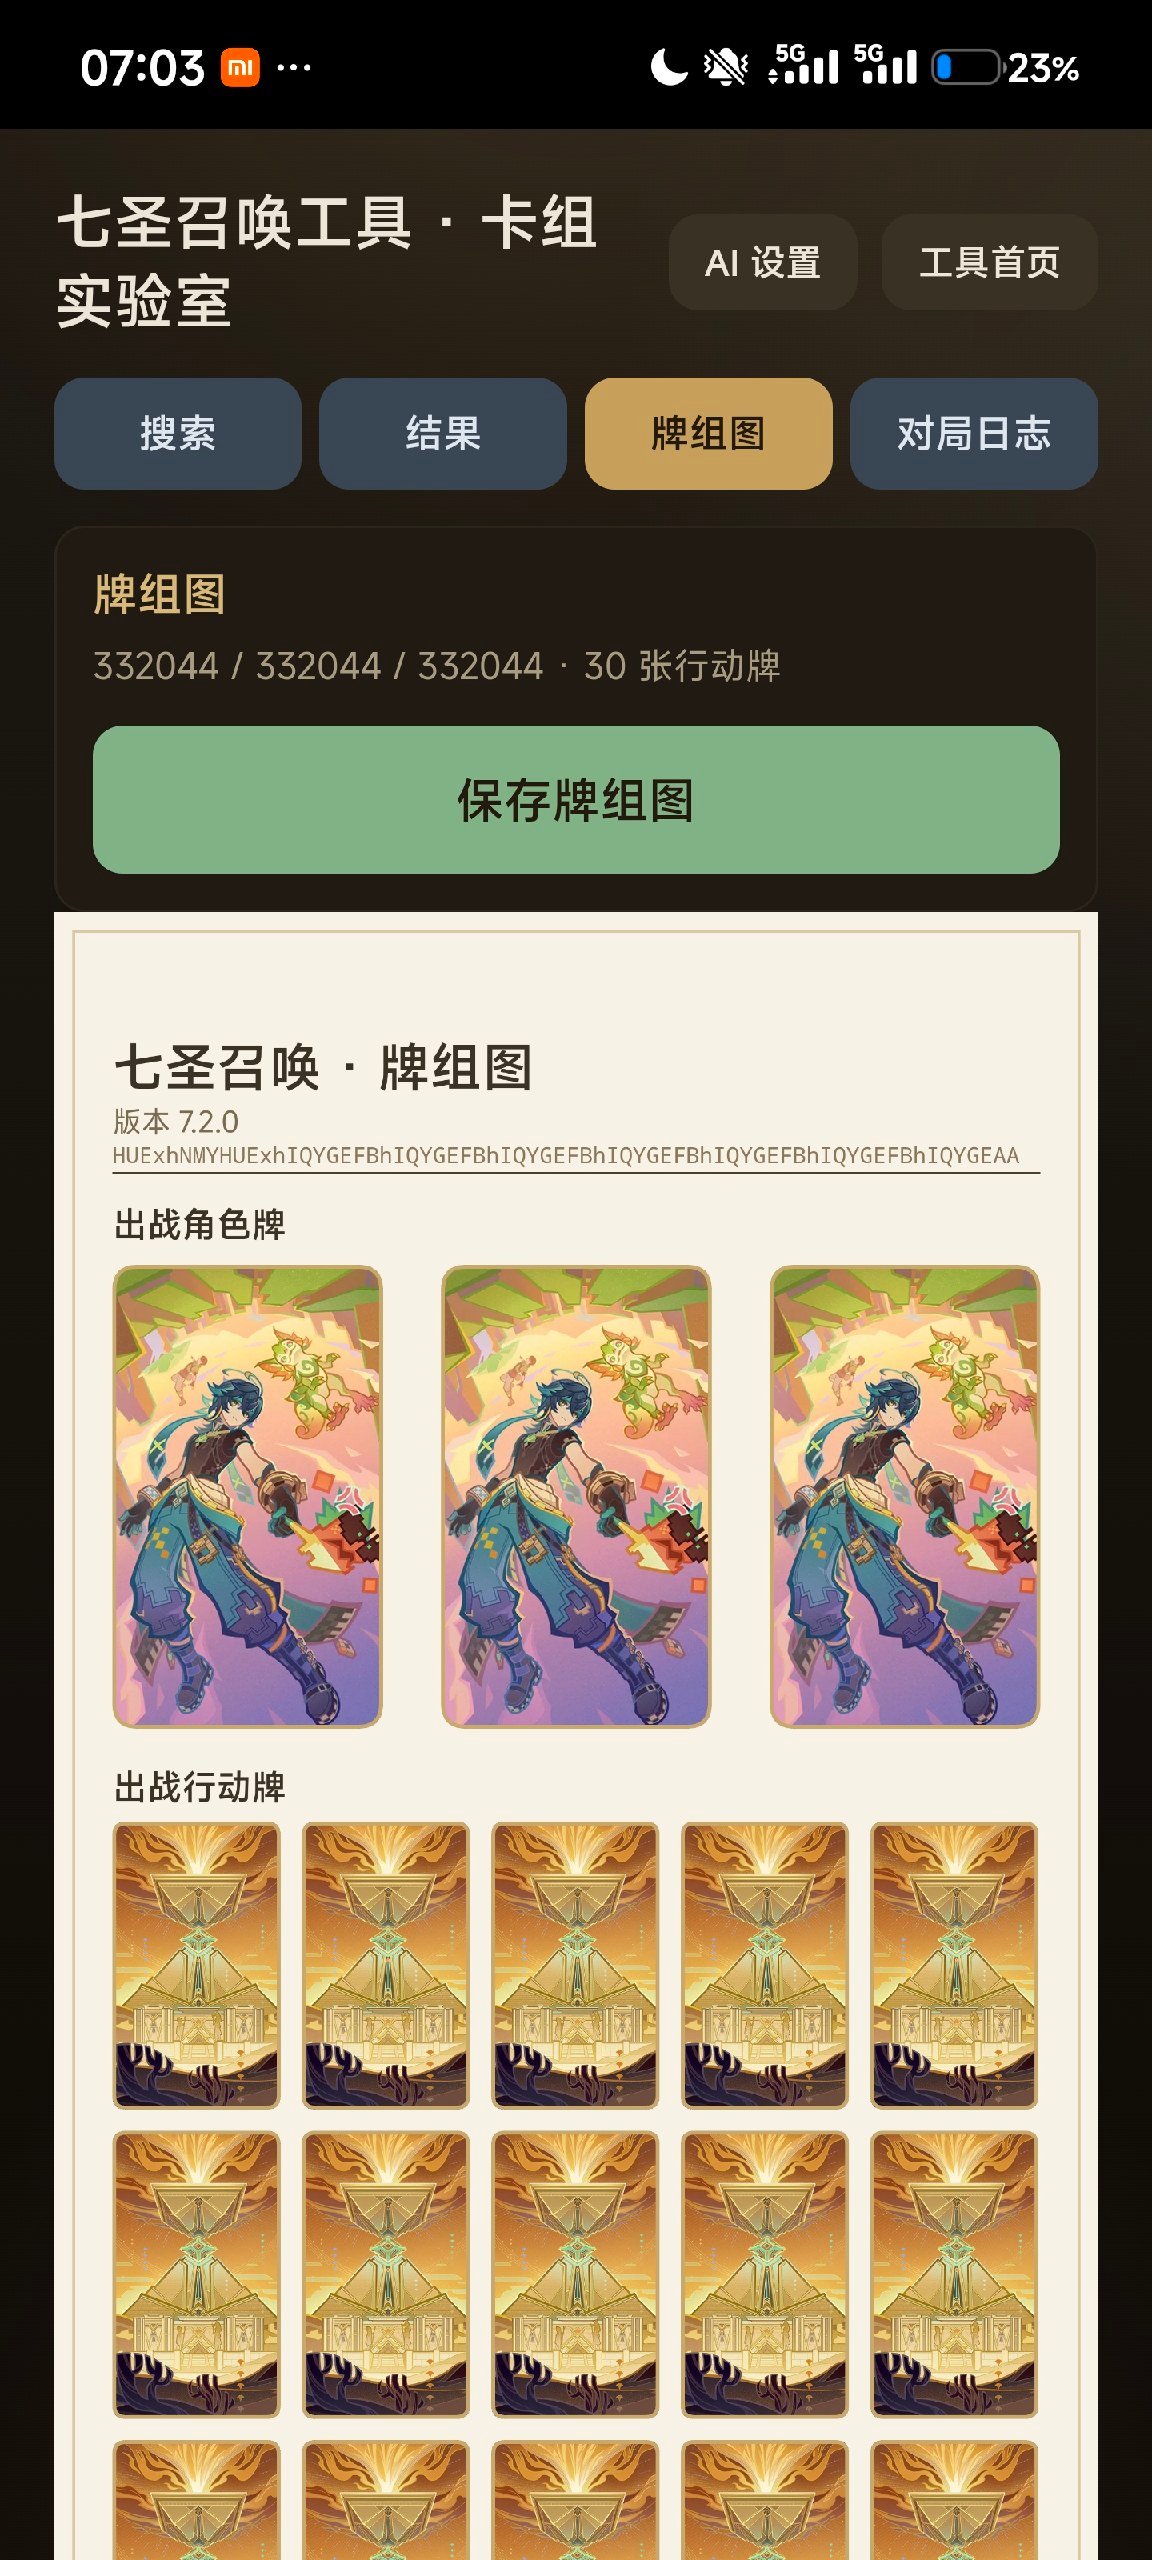 07:03
5G 5G 23%
七圣召唤工具 · 卡组
实验室
AI 设置
工具首页
搜索
结果
牌组图
对局日志
牌组图
332044 / 332044 / 332044 · 30 张行动牌
保存牌组图
七圣召唤 · 牌组图
版本 7.2.0
HUExhNMYHUExhIQYGEFBhIQYGEFBhIQYGEFBhIQYGEFBhIQYGEFBhIQYGEFBhIQYGEAA
出战角色牌
出战行动牌